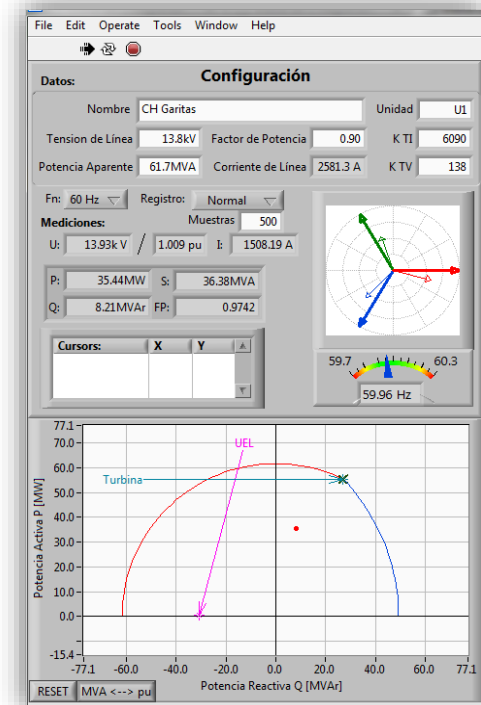 File Edit Operate Tools Window Help
Datos: Configuración
Nombre CH Garitas Unidad U1
Tension de Línea 13.8kV Factor de Potencia 0.90 K TI 6090
Potencia Aparente 61.7MVA Corriente de Línea 2581.3 A K TV 138
Fn: 60 Hz Registro: Normal
Mediciones: Muestras 500
U: 13.93k V / 1.009 pu I: 1508.19 A
P: 35.44MW S: 36.38MVA
Q: 8.21MVAr FP: 0.9742
Cursors: X Y
59.7 60.3
59.96 Hz
77.1
70.0
60.0
50.0
40.0
30.0
20.0
10.0
0.0
-15.4
Potencia Activa P [MW]
UEL
Turbina
-77.1 -60.0 -40.0 -20.0 0.0 20.0 40.0 60.0 77.1
Potencia Reactiva Q [MVAr]
RESET MVA <--> pu